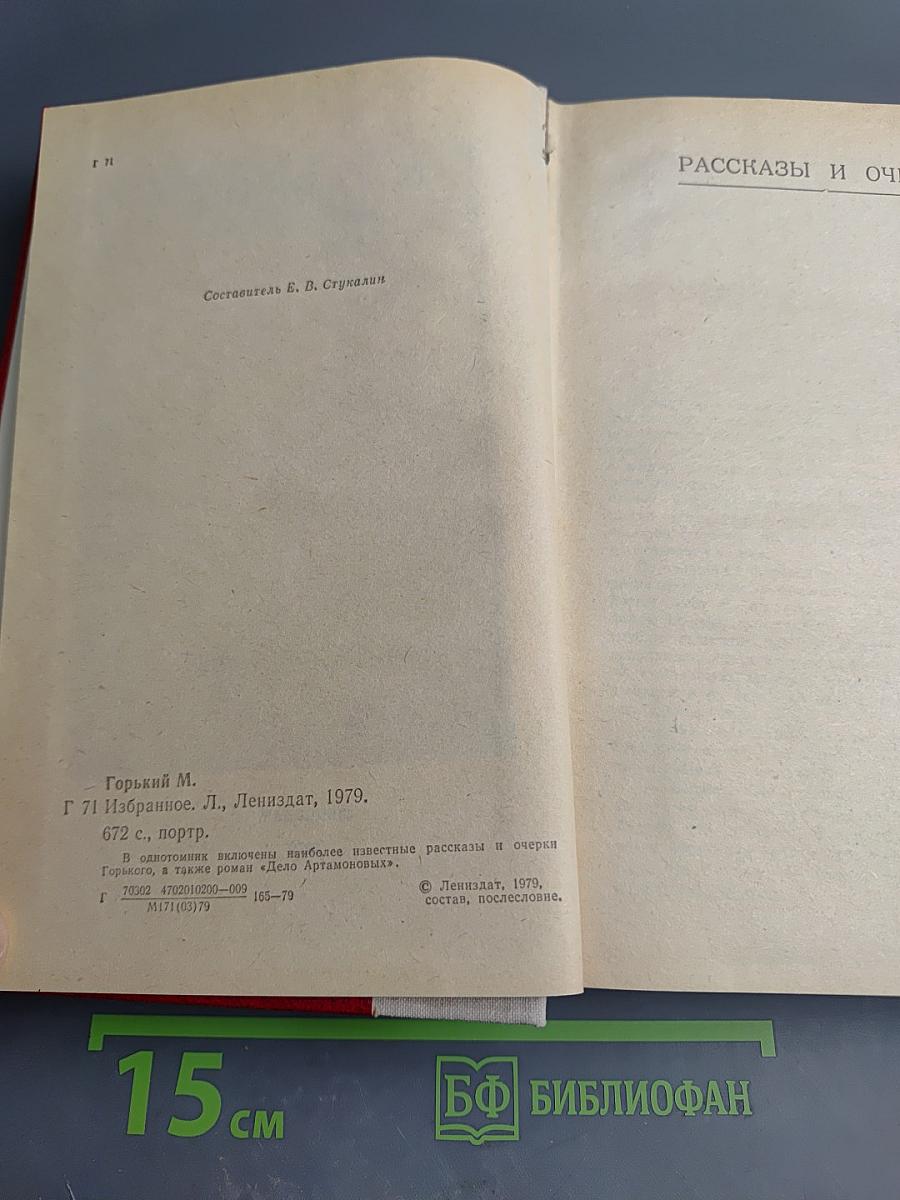 Г 71
Составитель Е. В. Стукалин
Горький М.
Г 71 Избранное. Л., Лениздат, 1979.
672 с., портр.
В однотомник включены наиболее известные рассказы и очерки
Горького, а также роман «Дело Артамоновых».
Г 70302 4702010200—009
М171(03)79
165—79
© Лениздат, 1979,
состав, послесловие.
РАССКАЗЫ И ОЧ
15 см
БФ БИБЛИОФАН